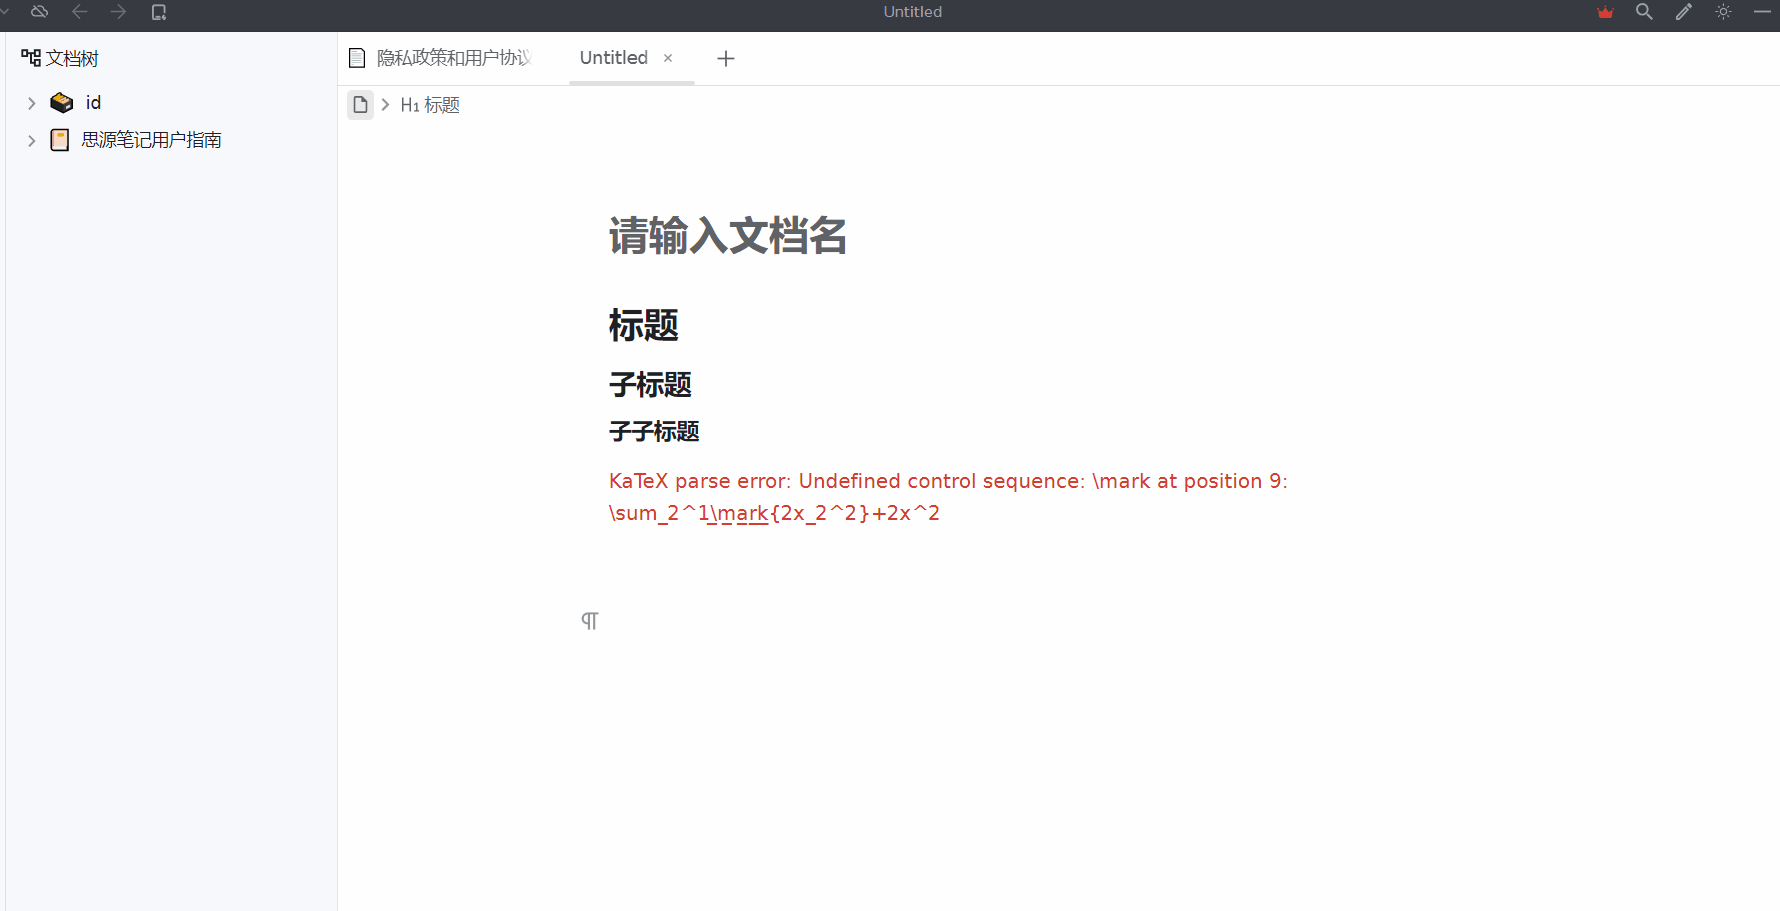 Untitled
文档树
id
思源笔记用户指南
隐私政策和用户协议
Untitled
H1 标题
请输入文档名
标题
子标题
子子标题
KaTeX parse error: Undefined control sequence: \mark at position 9:
\sum_2^1\mark{2x_2^2}+2x^2
¶